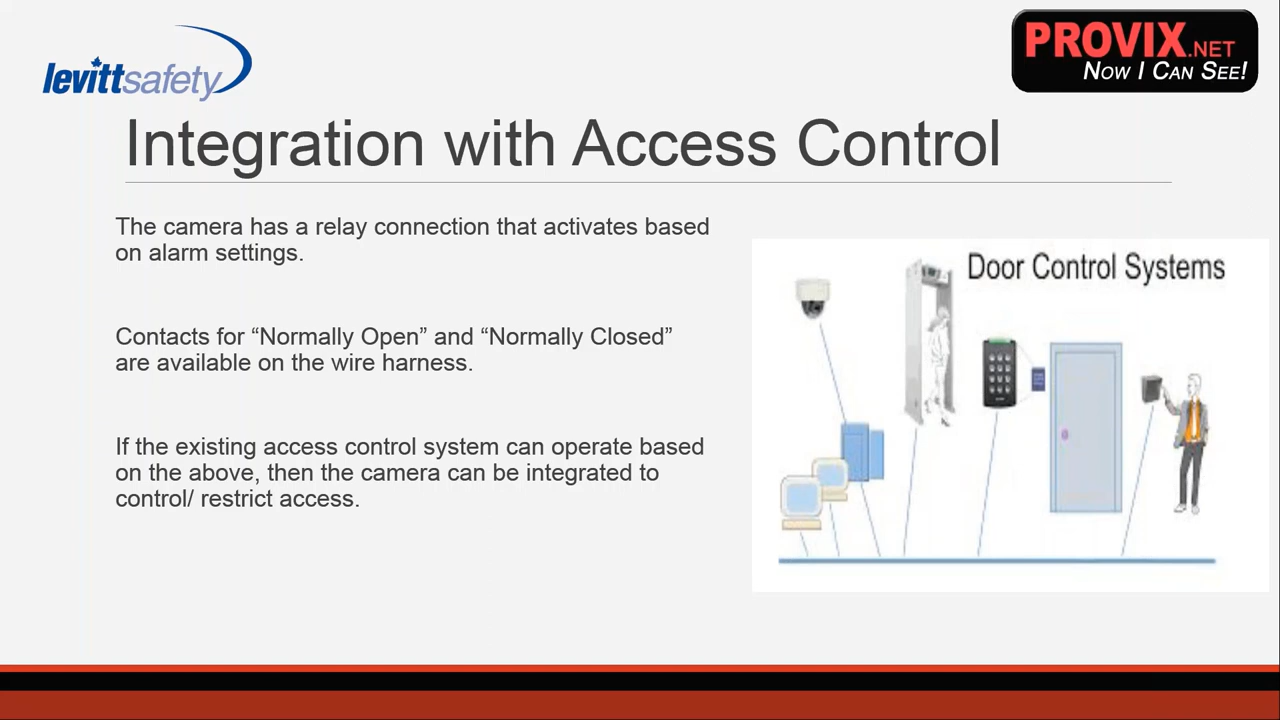 levittsafety
PROVIX.NET
NOW I CAN SEE!
Integration with Access Control
The camera has a relay connection that activates based
on alarm settings.
Contacts for “Normally Open” and “Normally Closed”
are available on the wire harness.
If the existing access control system can operate based
on the above, then the camera can be integrated to
control/ restrict access.
Door Control Systems